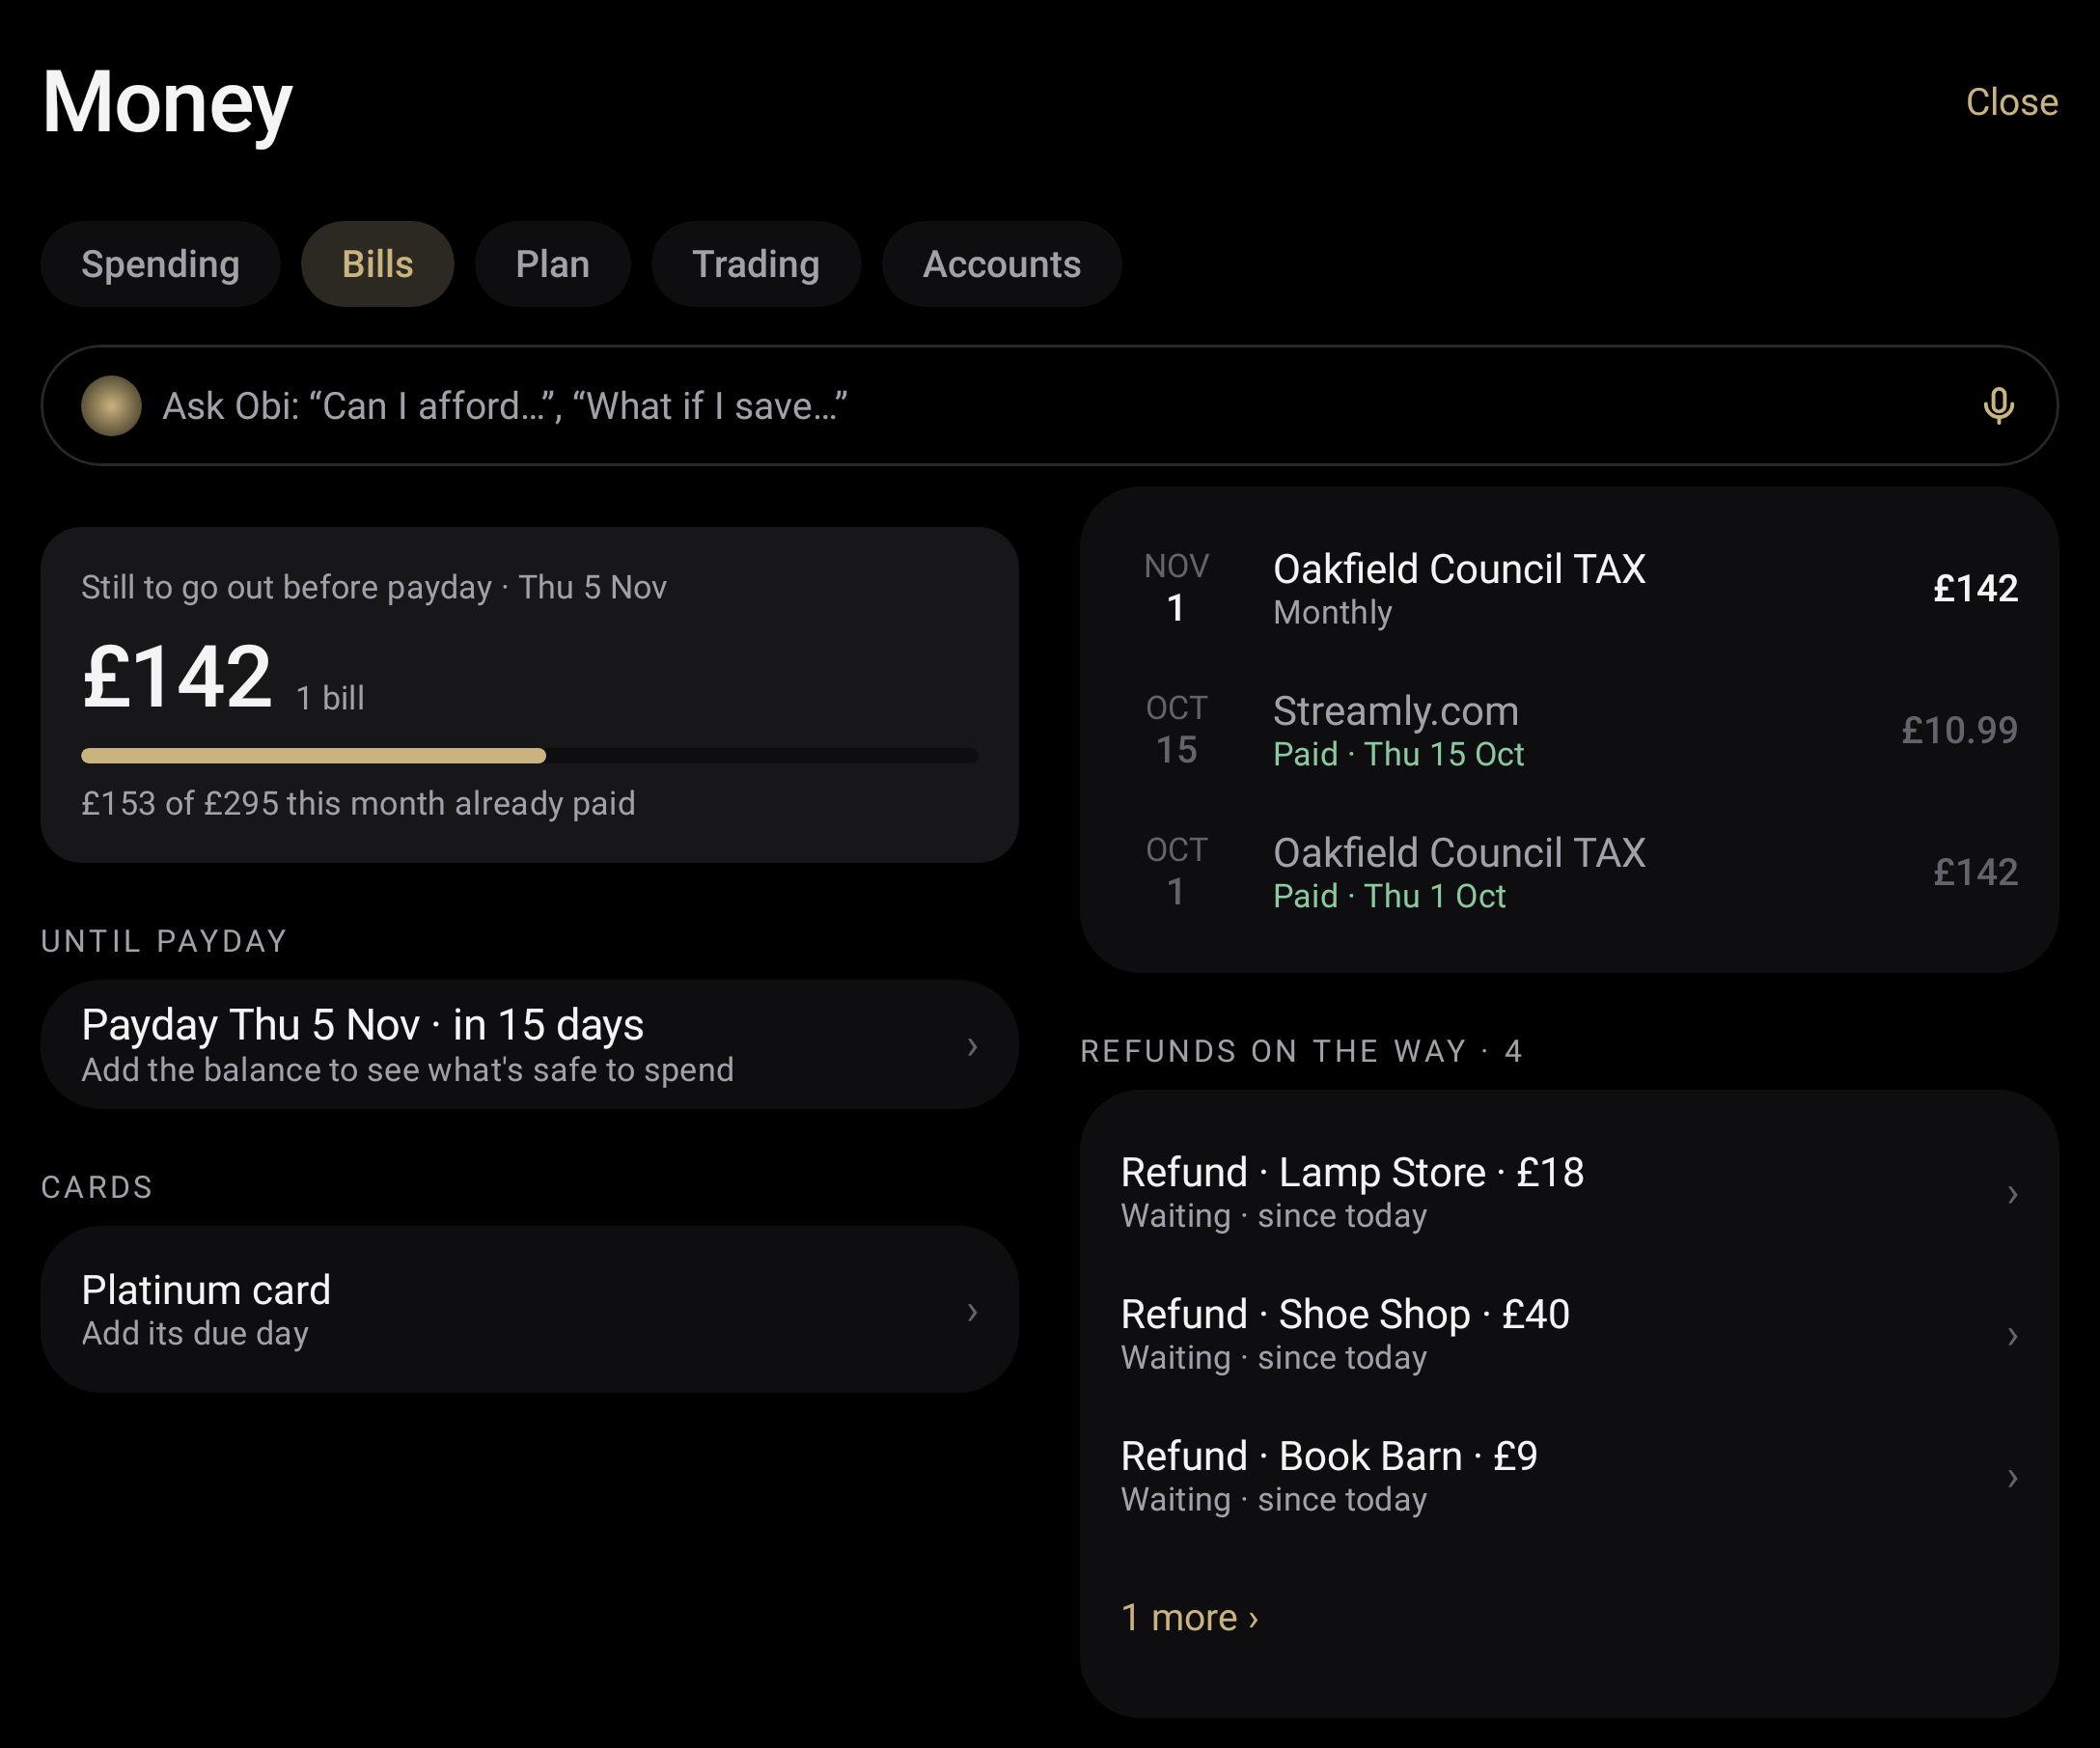 Money
Close
Spending
Bills
Plan
Trading
Accounts
Ask Obi: “Can I afford…”, “What if I save…”
Still to go out before payday · Thu 5 Nov
£142 1 bill
£153 of £295 this month already paid
UNTIL PAYDAY
Payday Thu 5 Nov · in 15 days
Add the balance to see what's safe to spend
CARDS
Platinum card
Add its due day
NOV
1
Oakfield Council TAX
Monthly
£142
OCT
15
Streamly.com
Paid · Thu 15 Oct
£10.99
OCT
1
Oakfield Council TAX
Paid · Thu 1 Oct
£142
REFUNDS ON THE WAY · 4
Refund · Lamp Store · £18
Waiting · since today
Refund · Shoe Shop · £40
Waiting · since today
Refund · Book Barn · £9
Waiting · since today
1 more ›